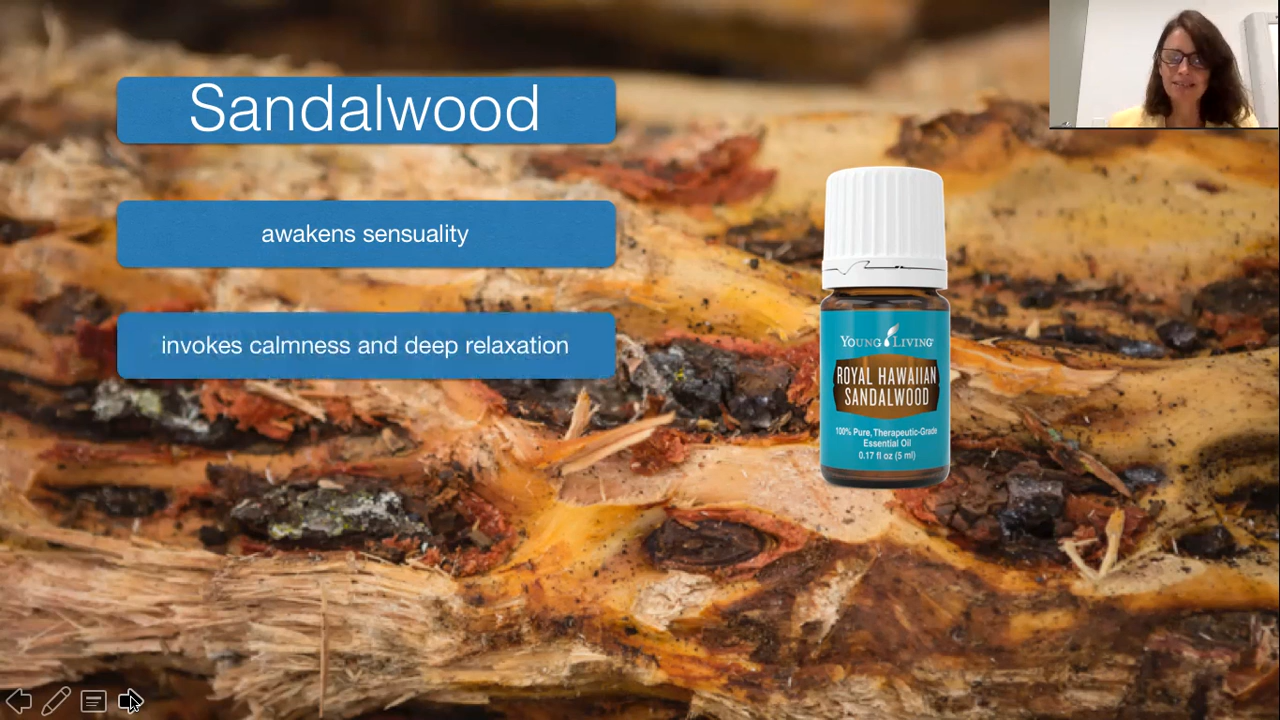 Sandalwood
awakens sensuality
invokes calmness and deep relaxation
YOUNG LIVING
ROYAL HAWAIIAN
SANDALWOOD
100% Pure, Therapeutic-Grade
Essential Oil
0.17 fl oz (5 ml)